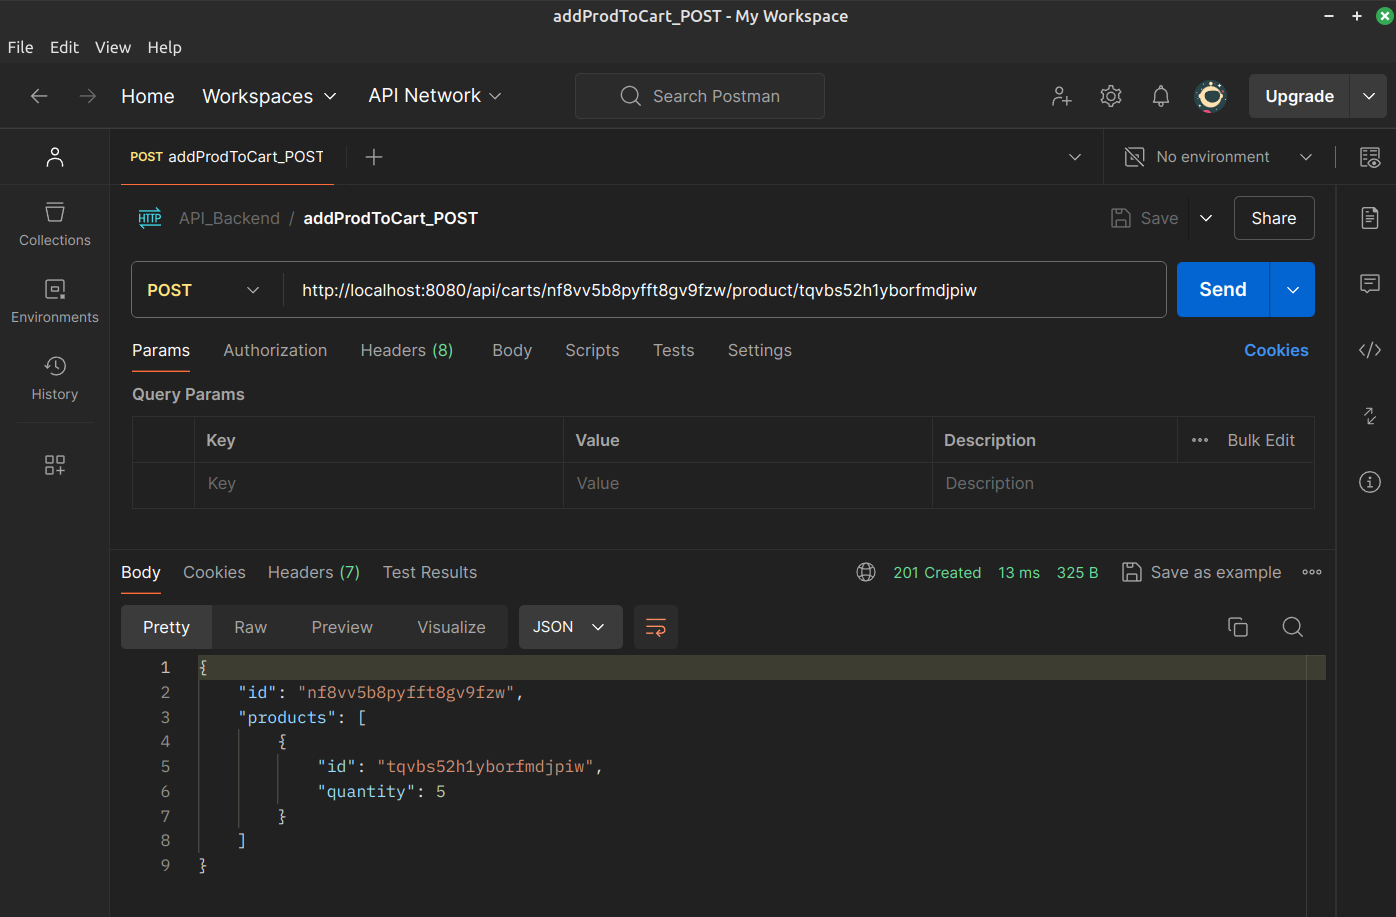 addProdToCart_POST - My Workspace
File Edit View Help
Home Workspaces API Network Search Postman Upgrade
POST addProdToCart_POST No environment
HTTP API_Backend / addProdToCart_POST Save Share
Collections
Environments
History
POST http://localhost:8080/api/carts/nf8vv5b8pyfft8gv9fzw/product/tqvbs52h1yborfmdjpiw Send
Params Authorization Headers (8) Body Scripts Tests Settings Cookies
Query Params
Key Value Description Bulk Edit
Key Value Description
Body Cookies Headers (7) Test Results 201 Created 13 ms 325 B Save as example
Pretty Raw Preview Visualize JSON
1 {
2 "id": "nf8vv5b8pyfft8gv9fzw",
3 "products": [
4 {
5 "id": "tqvbs52h1yborfmdjpiw",
6 "quantity": 5
7 }
8 ]
9 }